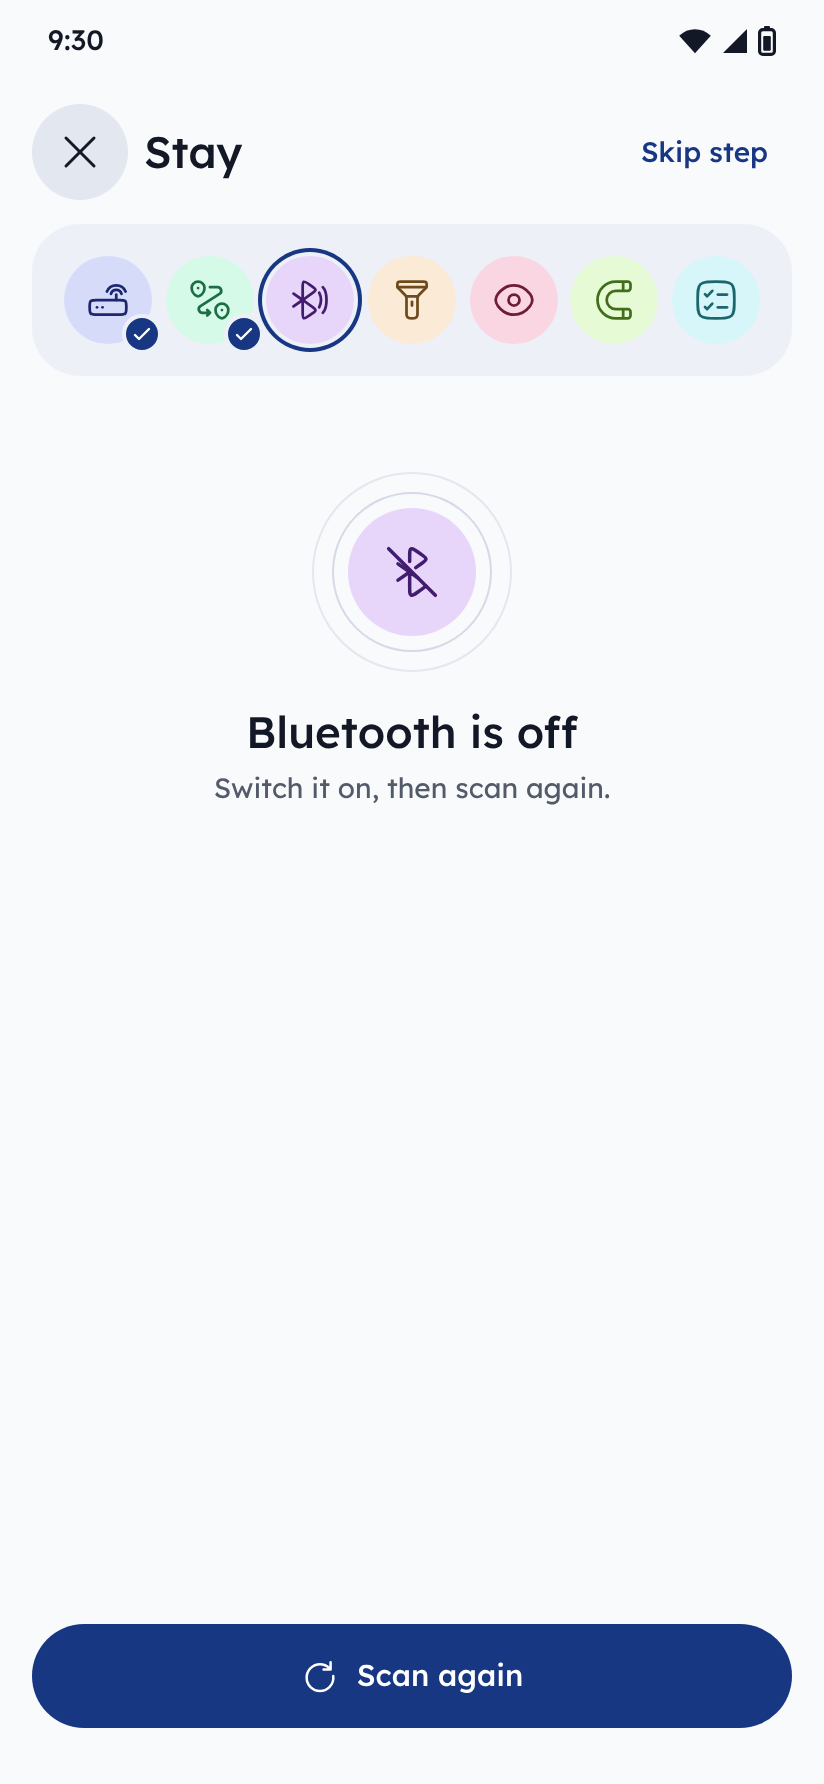 9:30
Stay
Skip step
Bluetooth is off
Switch it on, then scan again.
Scan again